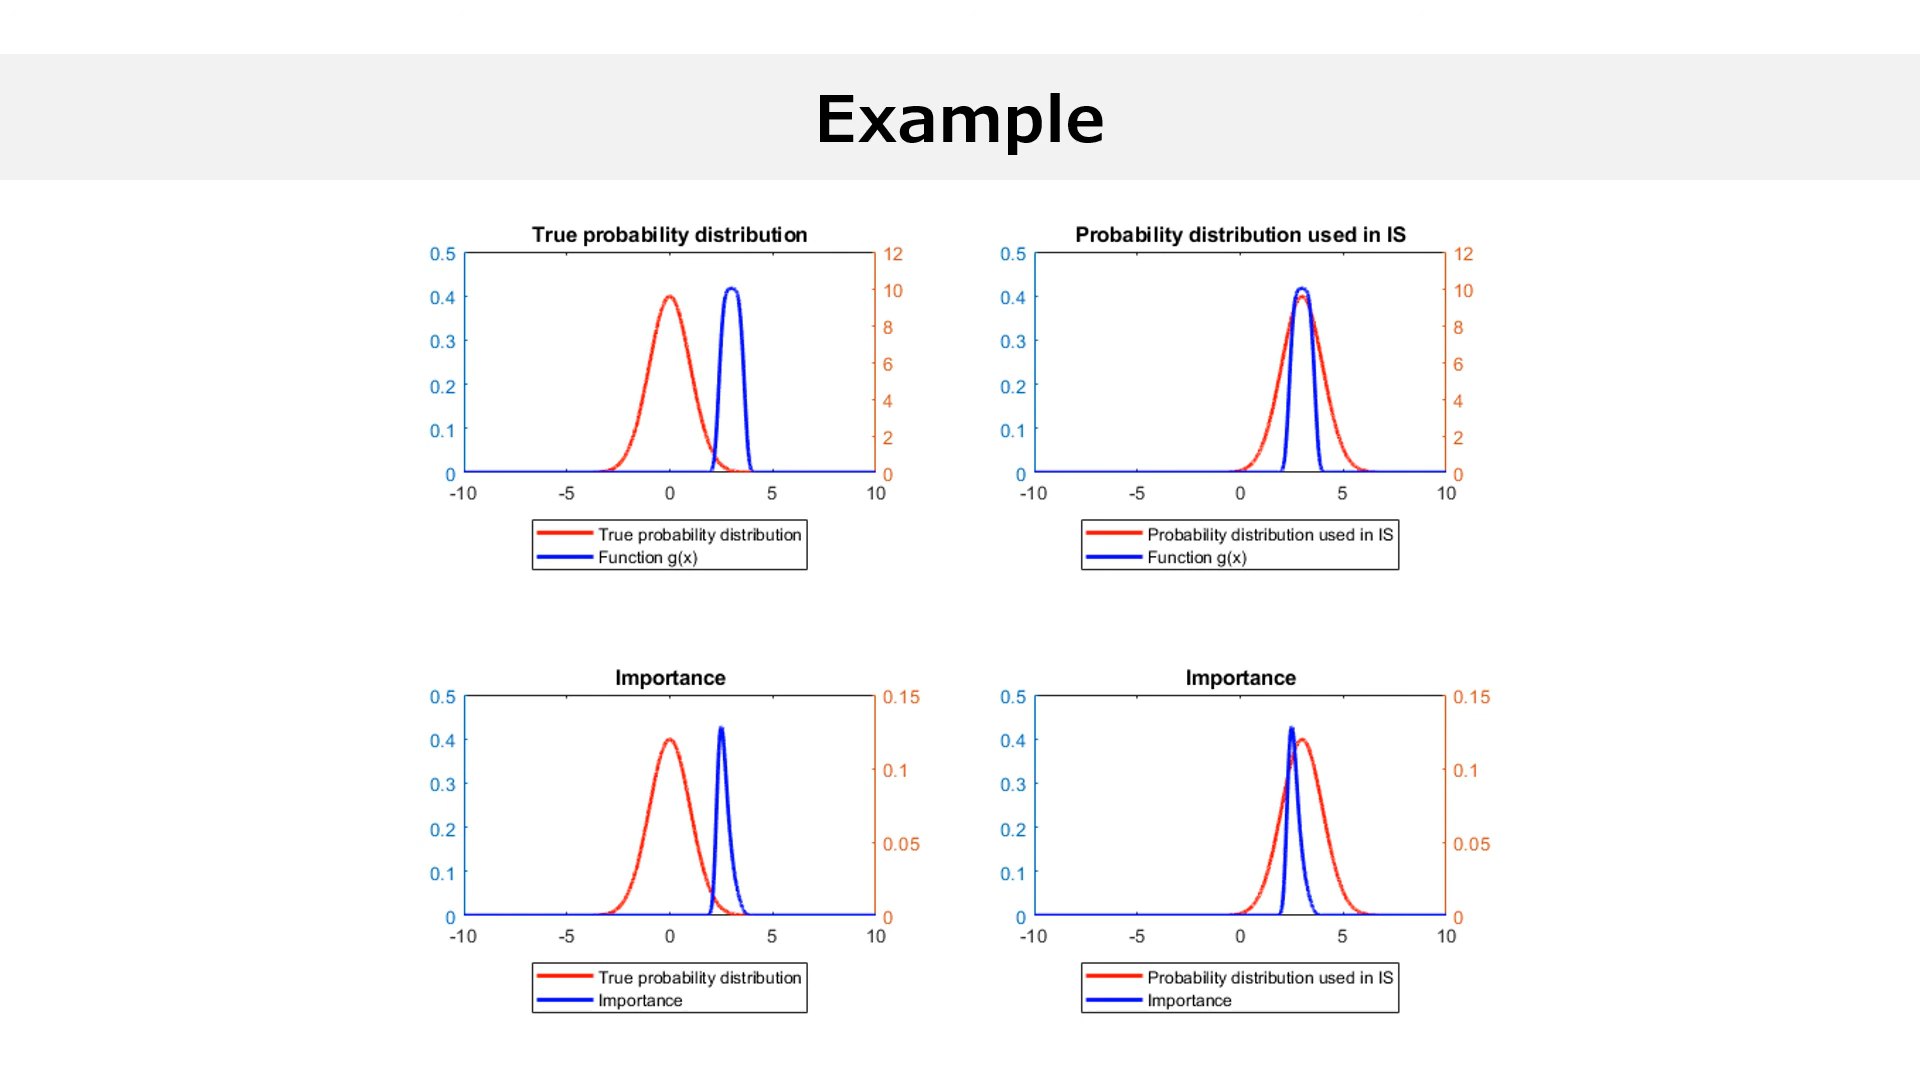 Example
True probability distribution
0.5
0.4
0.3
0.2
0.1
0
12
10
8
6
4
2
0
-10 -5 0 5 10
True probability distribution
Function g(x)
Probability distribution used in IS
0.5
0.4
0.3
0.2
0.1
0
12
10
8
6
4
2
0
-10 -5 0 5 10
Probability distribution used in IS
Function g(x)
Importance
0.5
0.4
0.3
0.2
0.1
0
0.15
0.1
0.05
0
-10 -5 0 5 10
True probability distribution
Importance
Importance
0.5
0.4
0.3
0.2
0.1
0
0.15
0.1
0.05
0
-10 -5 0 5 10
Probability distribution used in IS
Importance